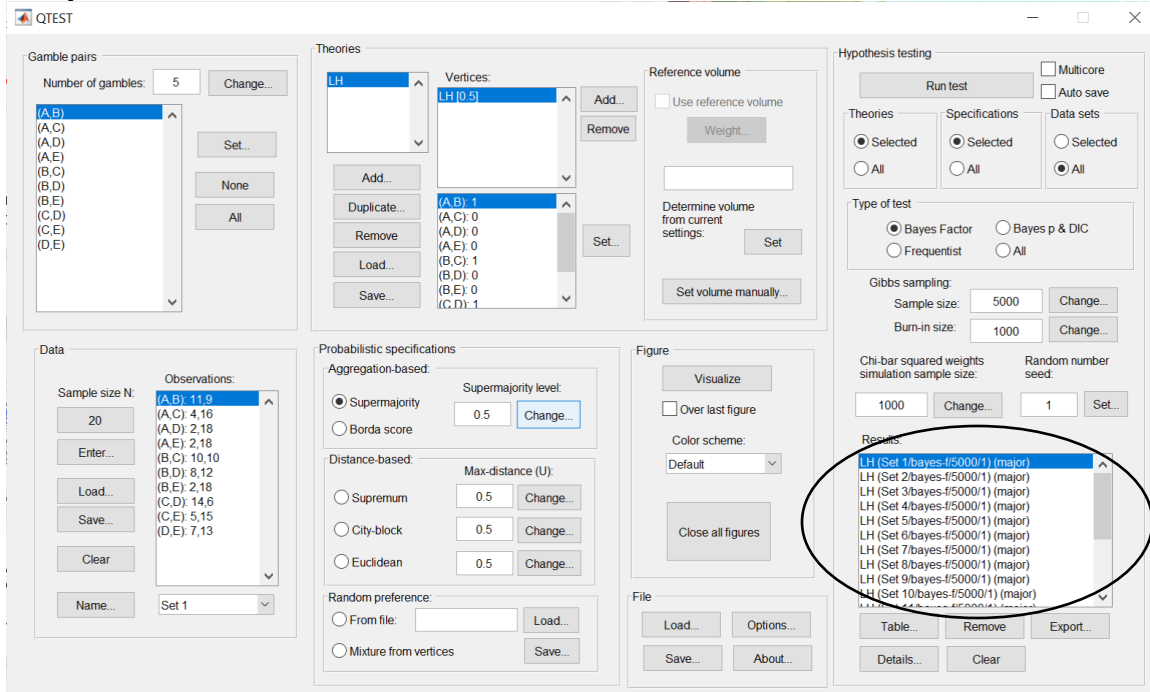 QTEST
Gamble pairs
Number of gambles: 5 Change...
(A,B)
(A,C)
(A,D)
(A,E)
(B,C)
(B,D)
(B,E)
(C,D)
(C,E)
(D,E)
Set...
None
All
Theories
LH
Add...
Duplicate...
Remove
Load...
Save...
Vertices:
LH [0.5]
Add...
Remove
(A,B): 1
(A,C): 0
(A,D): 0
(A,E): 0
(B,C): 1
(B,D): 0
(B,E): 0
(C,D): 1
Set...
Reference volume
Use reference volume
Weight...
Determine volume
from current
settings:
Set
Set volume manually...
Hypothesis testing
Run test
Multicore
Auto save
Theories
Selected
All
Specifications
Selected
All
Data sets
Selected
All
Type of test
Bayes Factor
Bayes p & DIC
Frequentist
All
Gibbs sampling:
Sample size: 5000 Change...
Burn-in size: 1000 Change...
Chi-bar squared weights
simulation sample size:
1000 Change...
Random number
seed:
1 Set...
Results:
LH (Set 1/bayes-f/5000/1) (major)
LH (Set 2/bayes-f/5000/1) (major)
LH (Set 3/bayes-f/5000/1) (major)
LH (Set 4/bayes-f/5000/1) (major)
LH (Set 5/bayes-f/5000/1) (major)
LH (Set 6/bayes-f/5000/1) (major)
LH (Set 7/bayes-f/5000/1) (major)
LH (Set 8/bayes-f/5000/1) (major)
LH (Set 9/bayes-f/5000/1) (major)
LH (Set 10/bayes-f/5000/1) (major)
LH (Set 11/bayes-f/5000/1) (major)
Table... Remove Export...
Details... Clear
Data
Sample size N:
20
Enter...
Load...
Save...
Clear
Name...
Observations:
(A,B): 11,9
(A,C): 4,16
(A,D): 2,18
(A,E): 2,18
(B,C): 10,10
(B,D): 8,12
(B,E): 2,18
(C,D): 14,6
(C,E): 5,15
(D,E): 7,13
Set 1
Probabilistic specifications
Aggregation-based:
Supermajority
Borda score
Supermajority level:
0.5 Change...
Distance-based:
Max-distance (U):
Supremum 0.5 Change...
City-block 0.5 Change...
Euclidean 0.5 Change...
Random preference:
From file: Load...
Mixture from vertices Save...
Figure
Visualize
Over last figure
Color scheme:
Default
Close all figures
File
Load... Options...
Save... About...